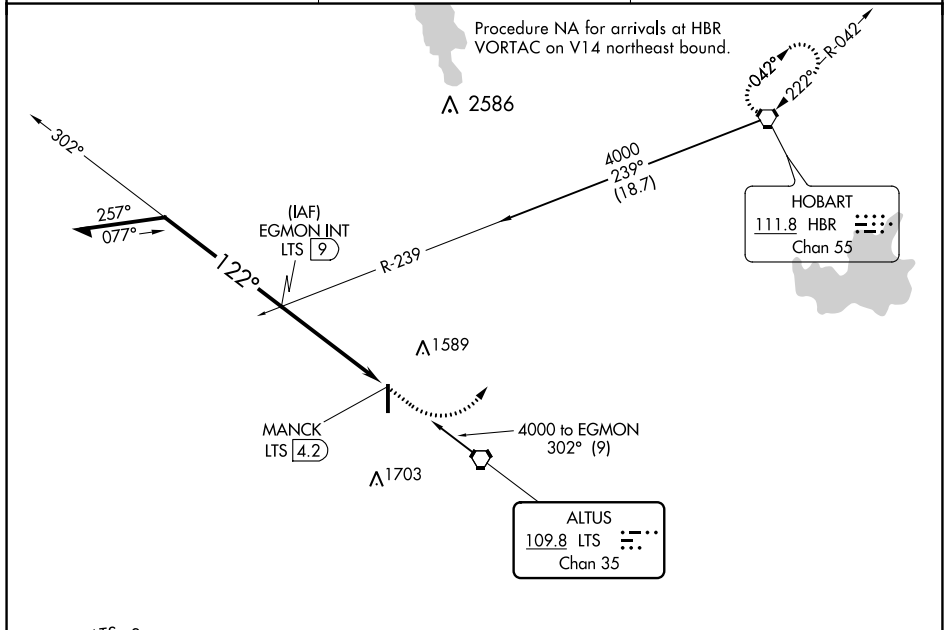 Procedure NA for arrivals at HBR
VORTAC on V14 northeast bound.
2586
042°
R-042
222°
302°
4000
239°
(18.7)
HOBART
111.8 HBR
Chan 55
257°
077°
(IAF)
EGMON INT
LTS 9
122°
R-239
1589
MANCK
LTS 4.2
4000 to EGMON
302° (9)
1703
ALTUS
109.8 LTS
Chan 35